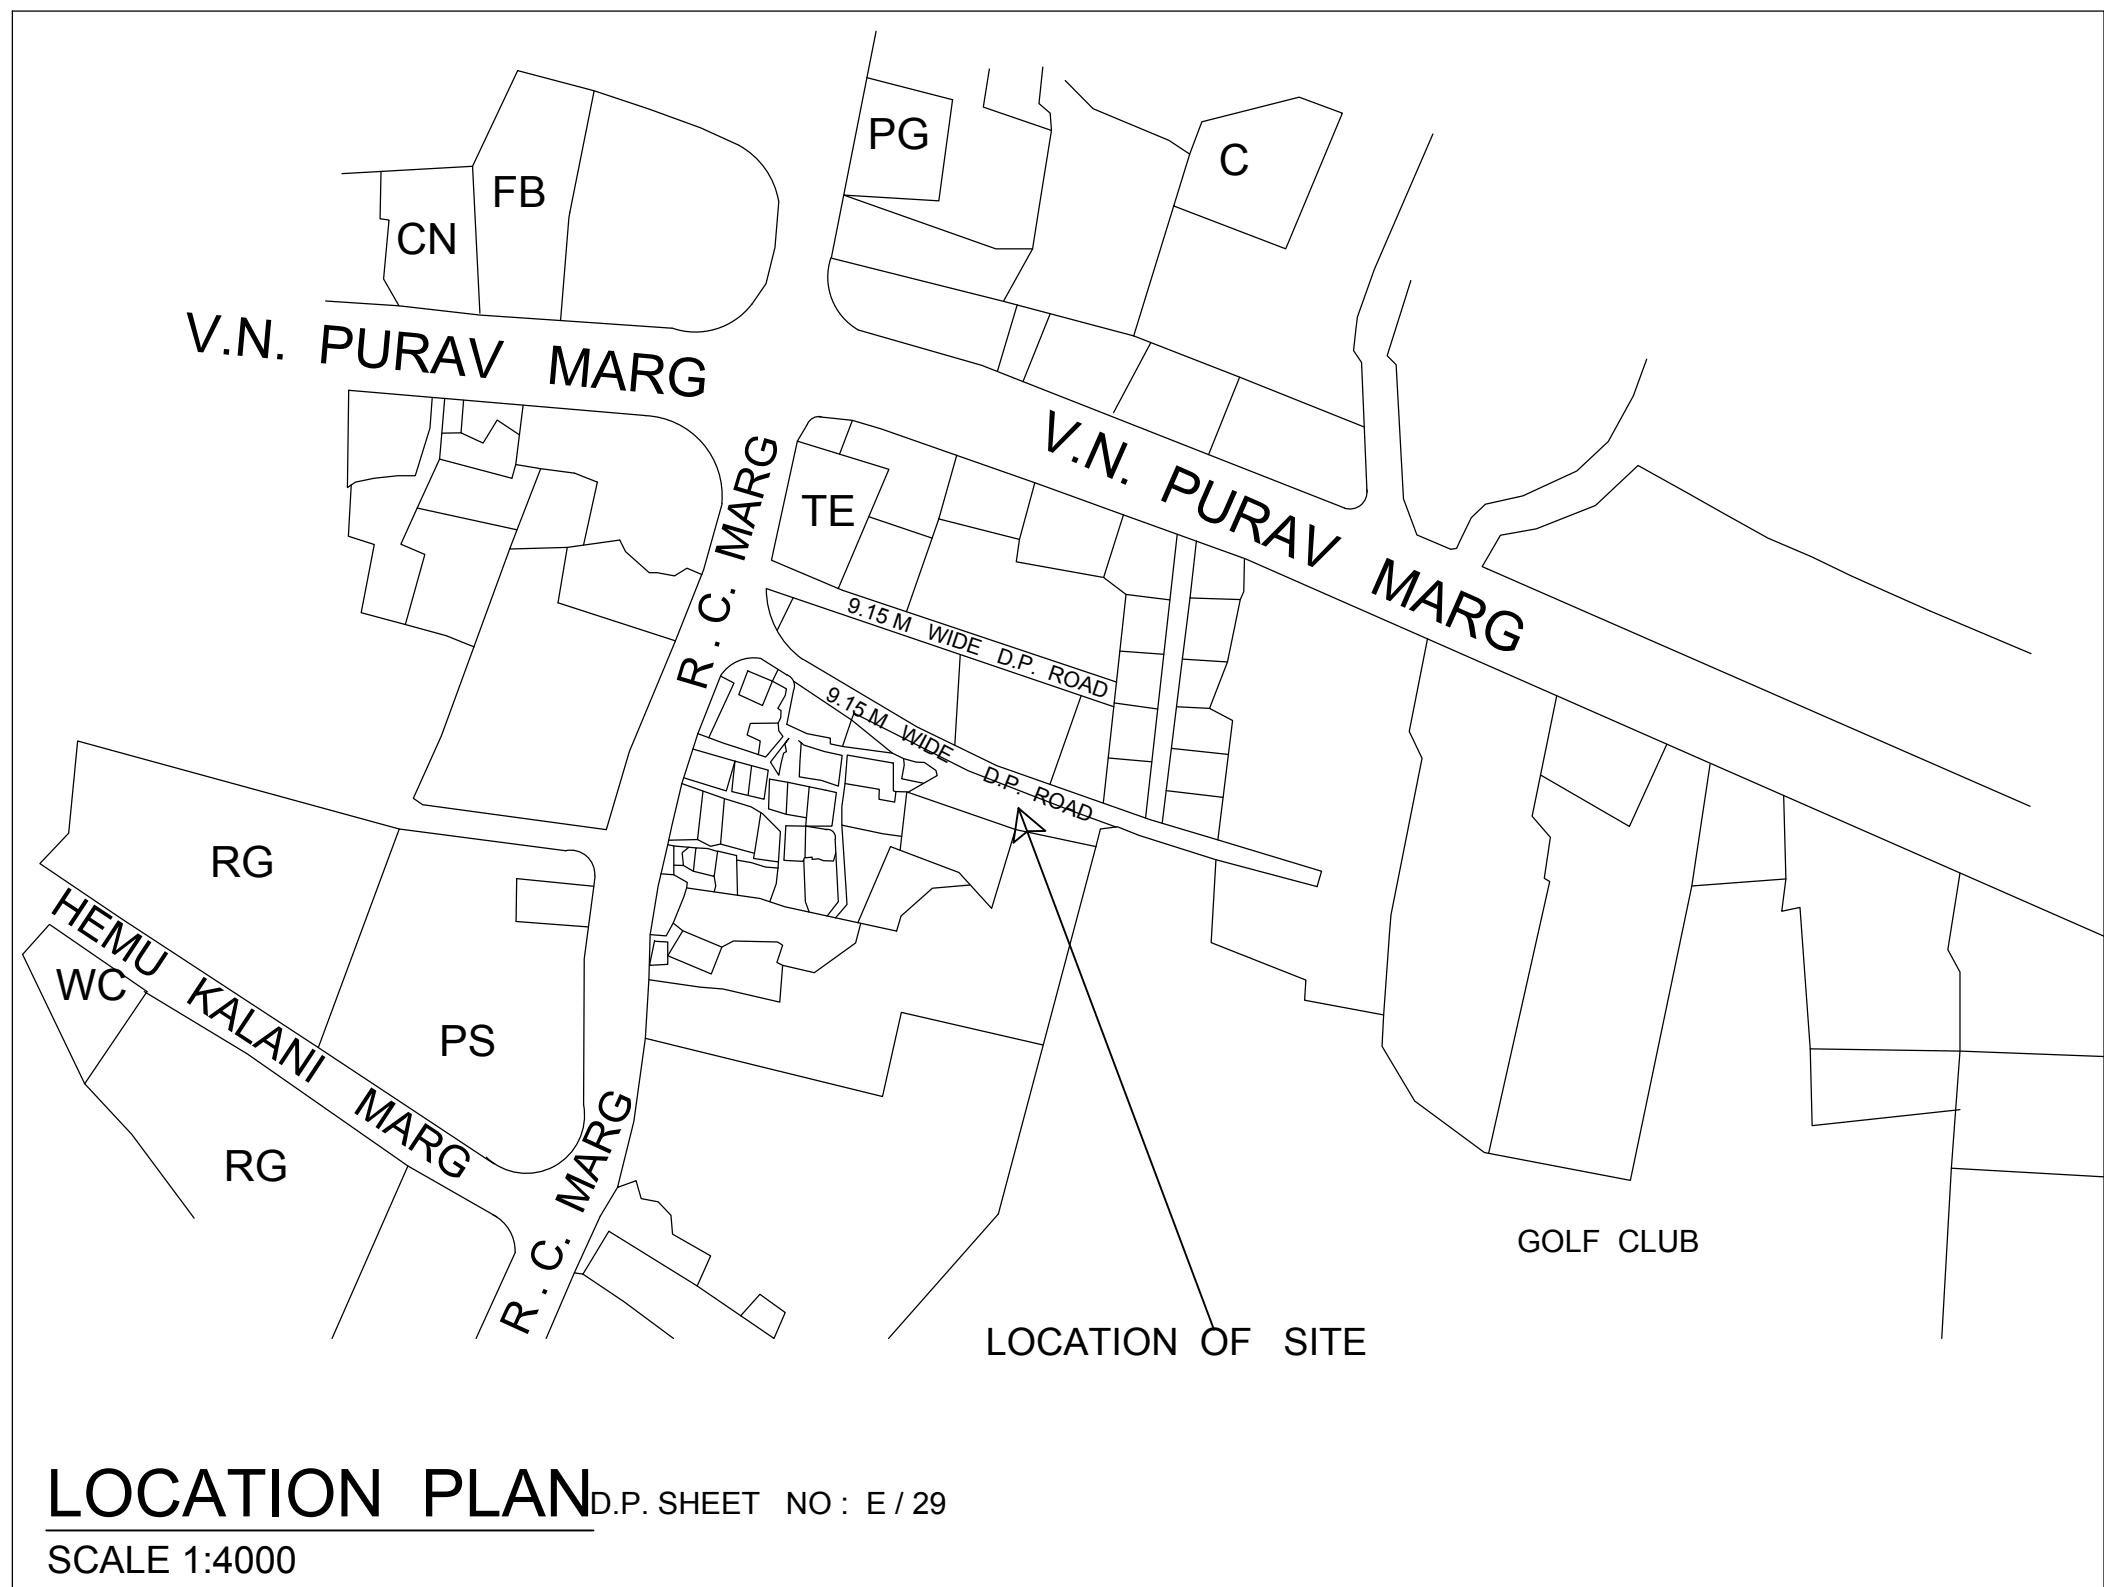 PG
C
FB
CN
V.N. PURAV MARG
V.N. PURAV MARG
R.C. MARG
TE
9.15 M WIDE D.P. ROAD
9.15 M WIDE D.P. ROAD
RG
HEMU KALANI MARG
WC
PS
RG
R.C. MARG
GOLF CLUB
LOCATION OF SITE
LOCATION PLAN D.P. SHEET NO : E / 29
SCALE 1:4000